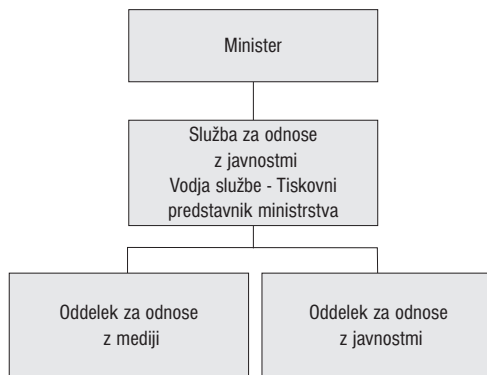 Minister
Služba za odnose
z javnostmi
Vodja službe - Tiskovni
predstavnik ministrstva
Oddelek za odnose
z mediji
Oddelek za odnose
z javnostmi